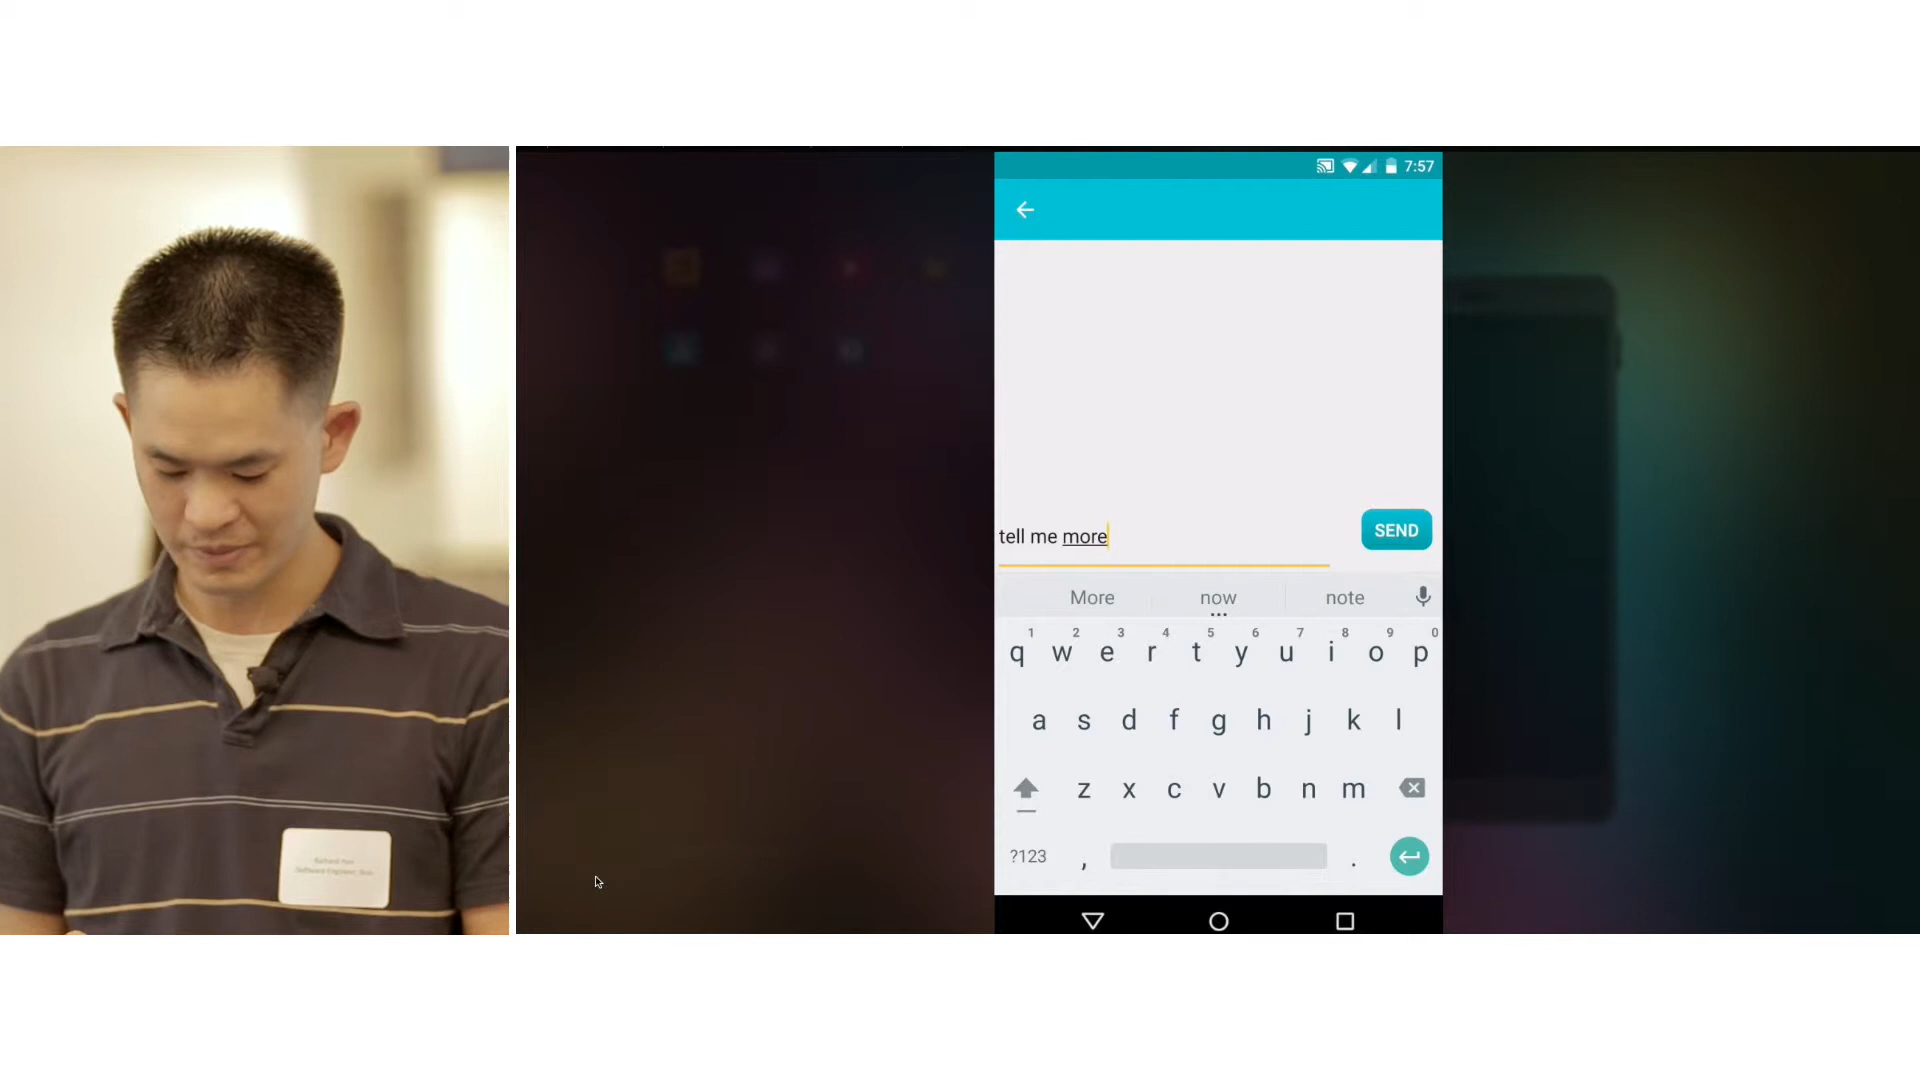 7:57
tell me more
SEND
More now note
1 2 3 4 5 6 7 8 9 0
q w e r t y u i o p
a s d f g h j k l
z x c v b n m
?123 , .